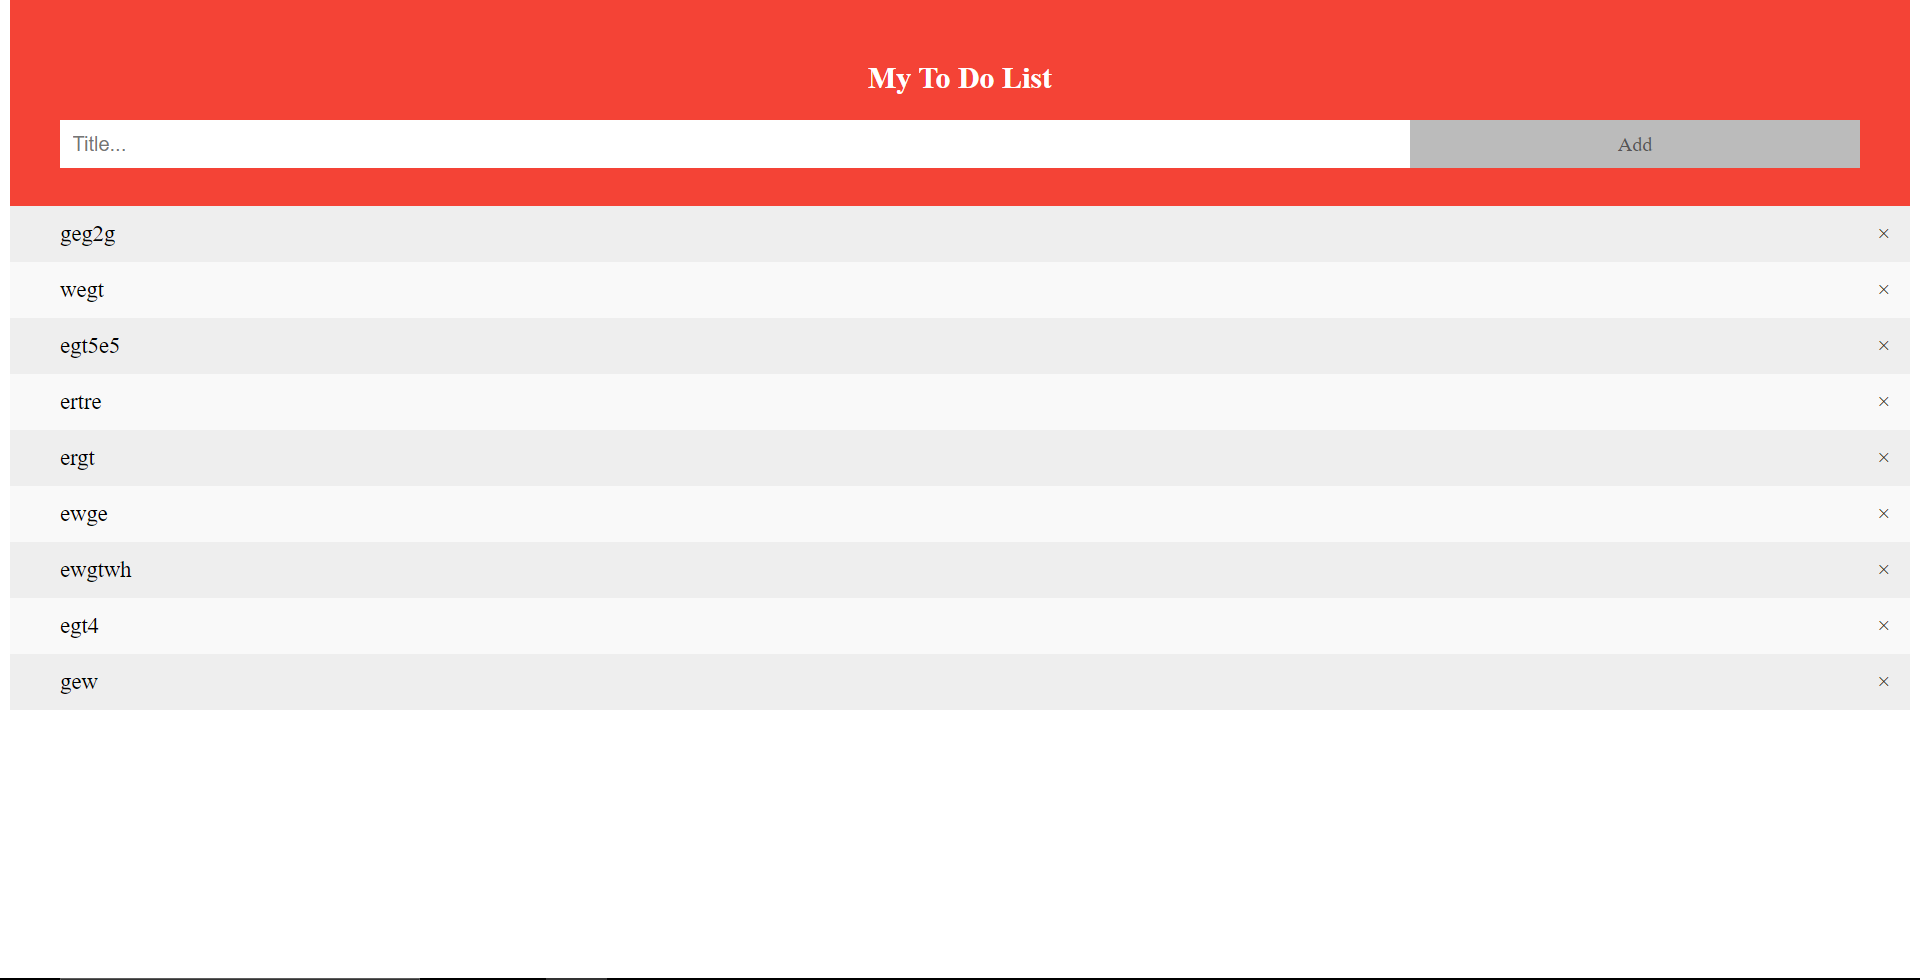 My To Do List
Title...
Add
geg2g ×
wegt ×
egt5e5 ×
ertre ×
ergt ×
ewge ×
ewgtwh ×
egt4 ×
gew ×